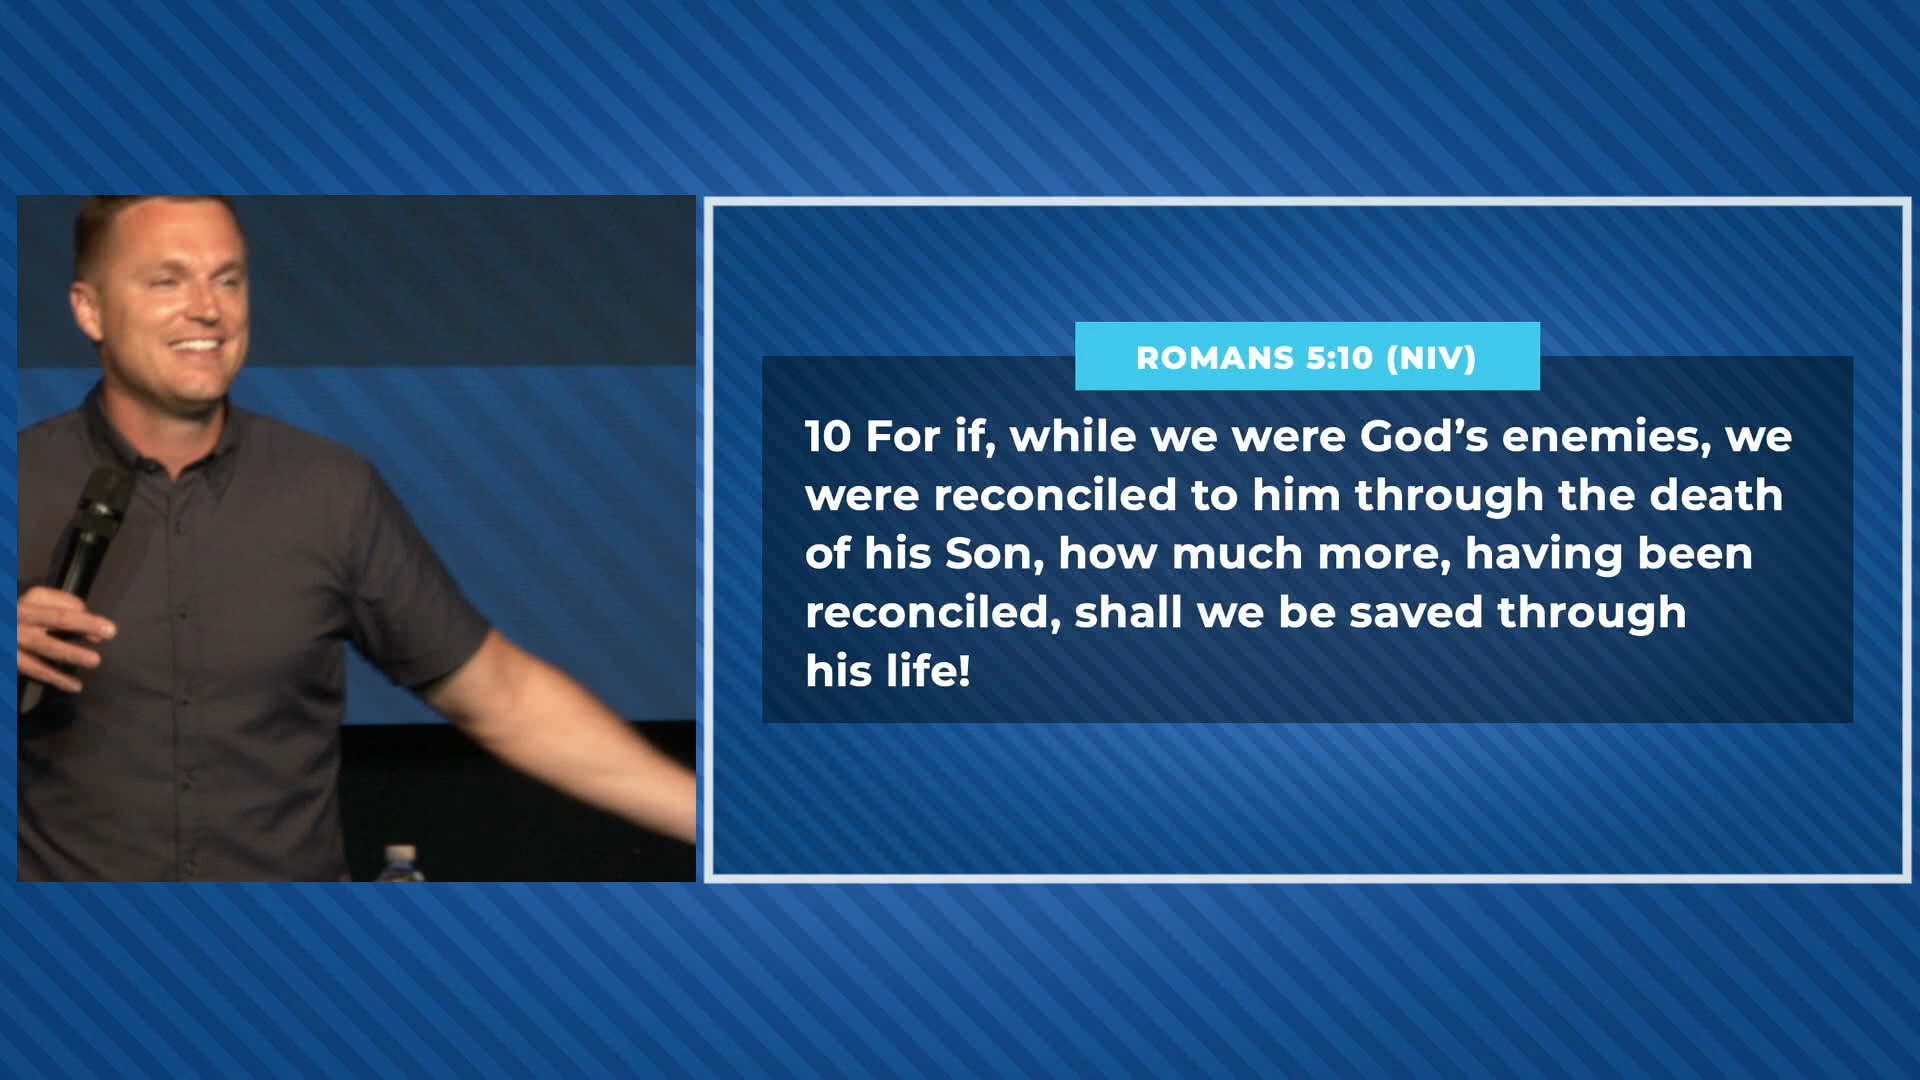 ROMANS 5:10 (NIV)
10 For if, while we were God’s enemies, we
were reconciled to him through the death
of his Son, how much more, having been
reconciled, shall we be saved through
his life!